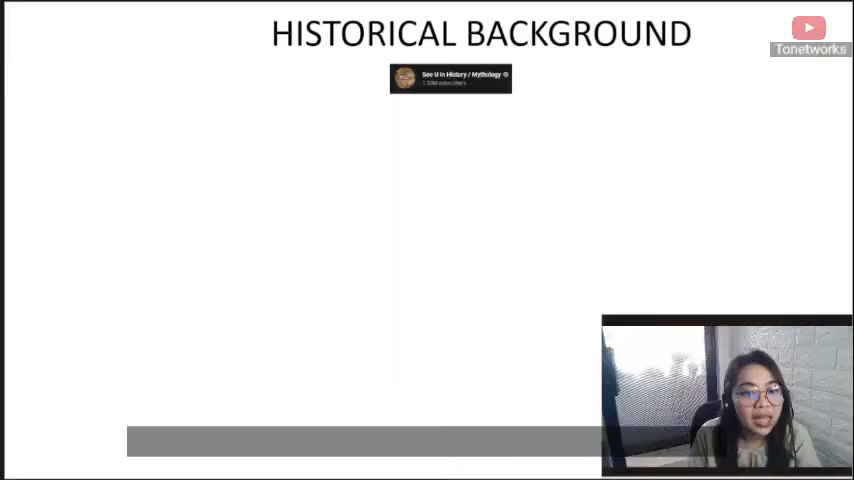 HISTORICAL BACKGROUND
Tonetworks
See U in History / Mythology